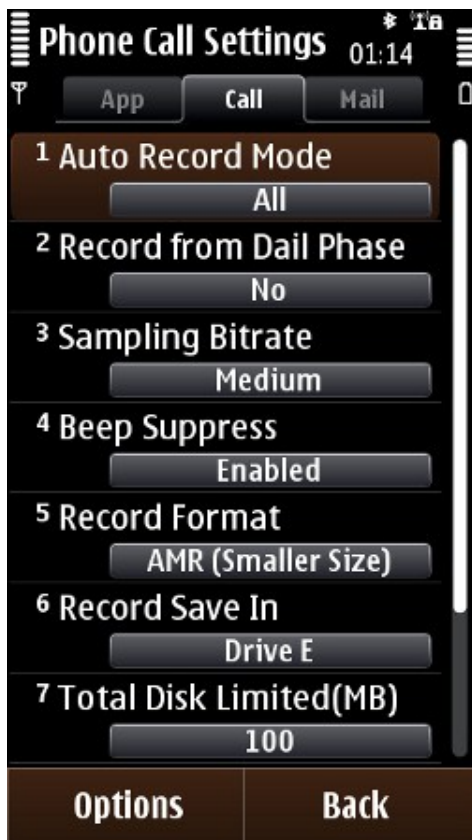 Phone Call Settings 01:14
App Call Mail
1 Auto Record Mode
All
2 Record from Dail Phase
No
3 Sampling Bitrate
Medium
4 Beep Suppress
Enabled
5 Record Format
AMR (Smaller Size)
6 Record Save In
Drive E
7 Total Disk Limited(MB)
100
Options Back